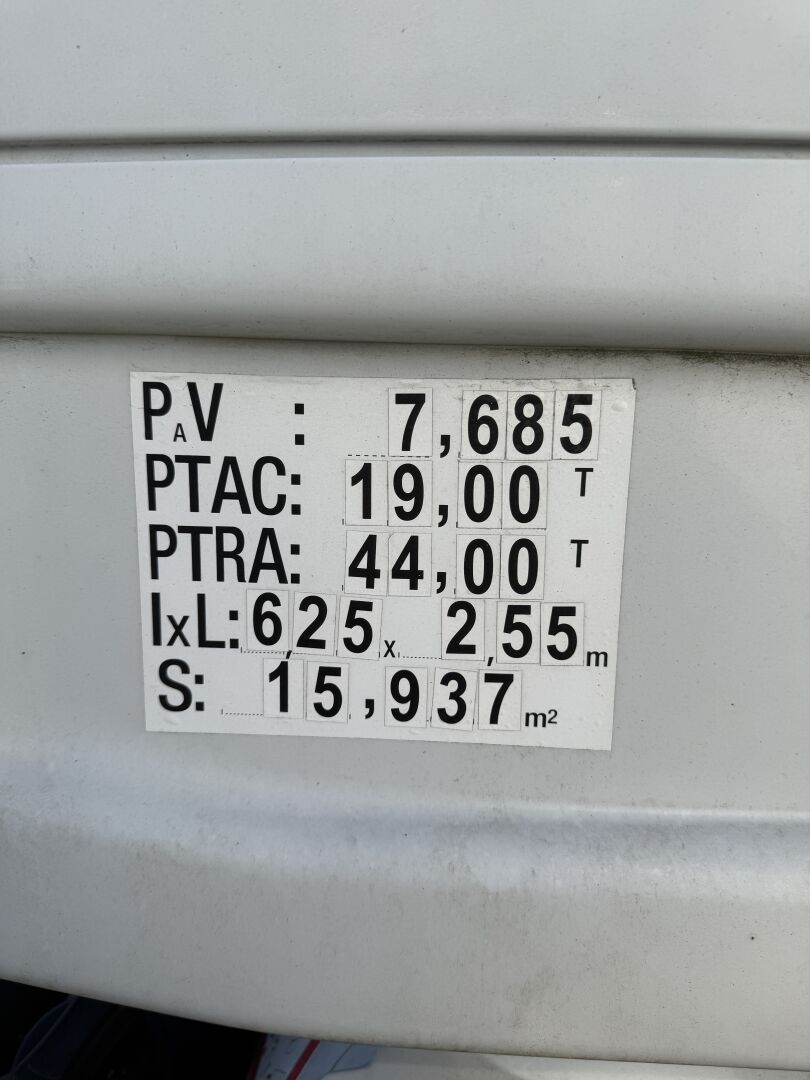 PAV : 7,685
PTAC: 19,00 T
PTRA: 44,00 T
IxL: 6,25 x 2,55 m
S: 15,937 m²